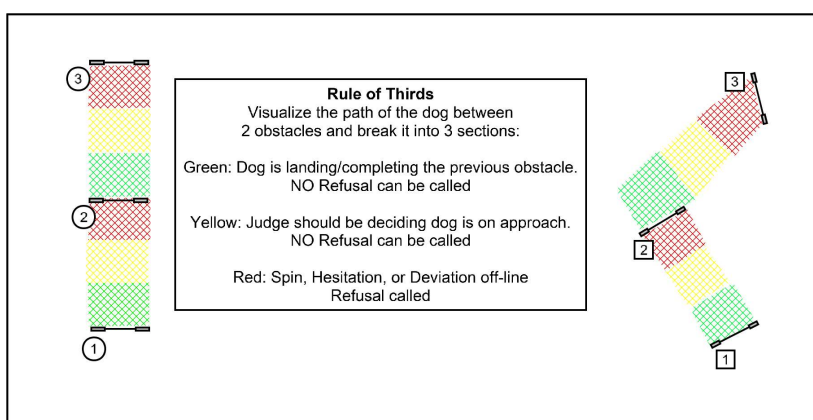 Rule of Thirds
Visualize the path of the dog between
2 obstacles and break it into 3 sections:
Green: Dog is landing/completing the previous obstacle.
NO Refusal can be called
Yellow: Judge should be deciding dog is on approach.
NO Refusal can be called
Red: Spin, Hesitation, or Deviation off-line
Refusal called
3
2
1
3
2
1